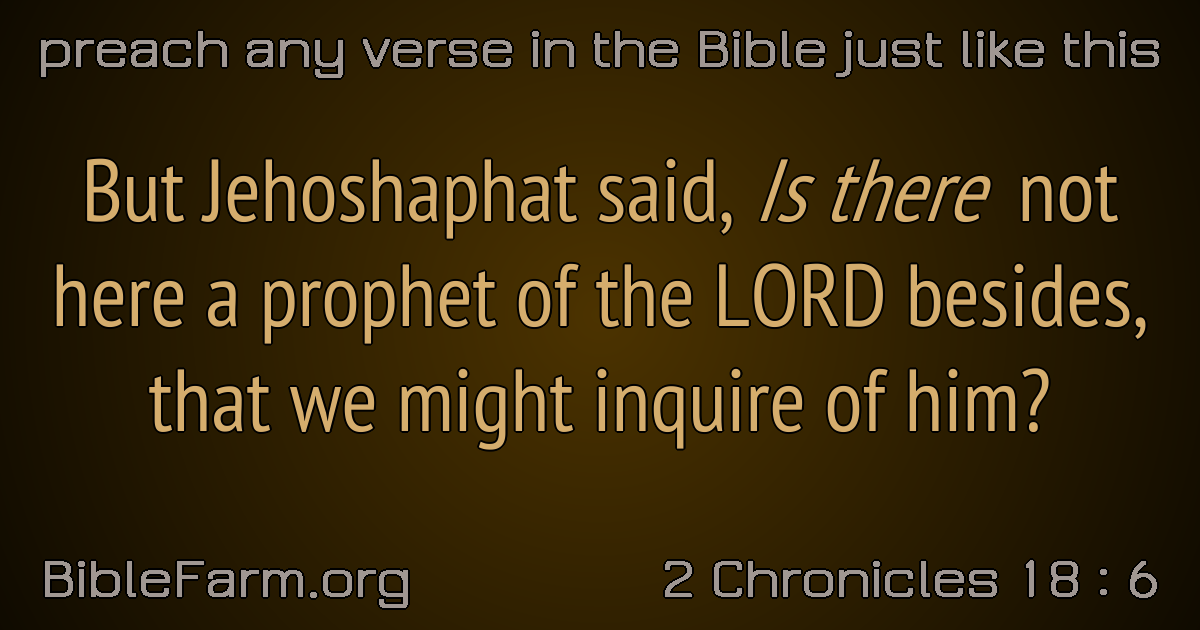 preach any verse in the Bible just like this
But Jehoshaphat said, Is there not
here a prophet of the LORD besides,
that we might inquire of him?
BibleFarm.org
2 Chronicles 18 : 6